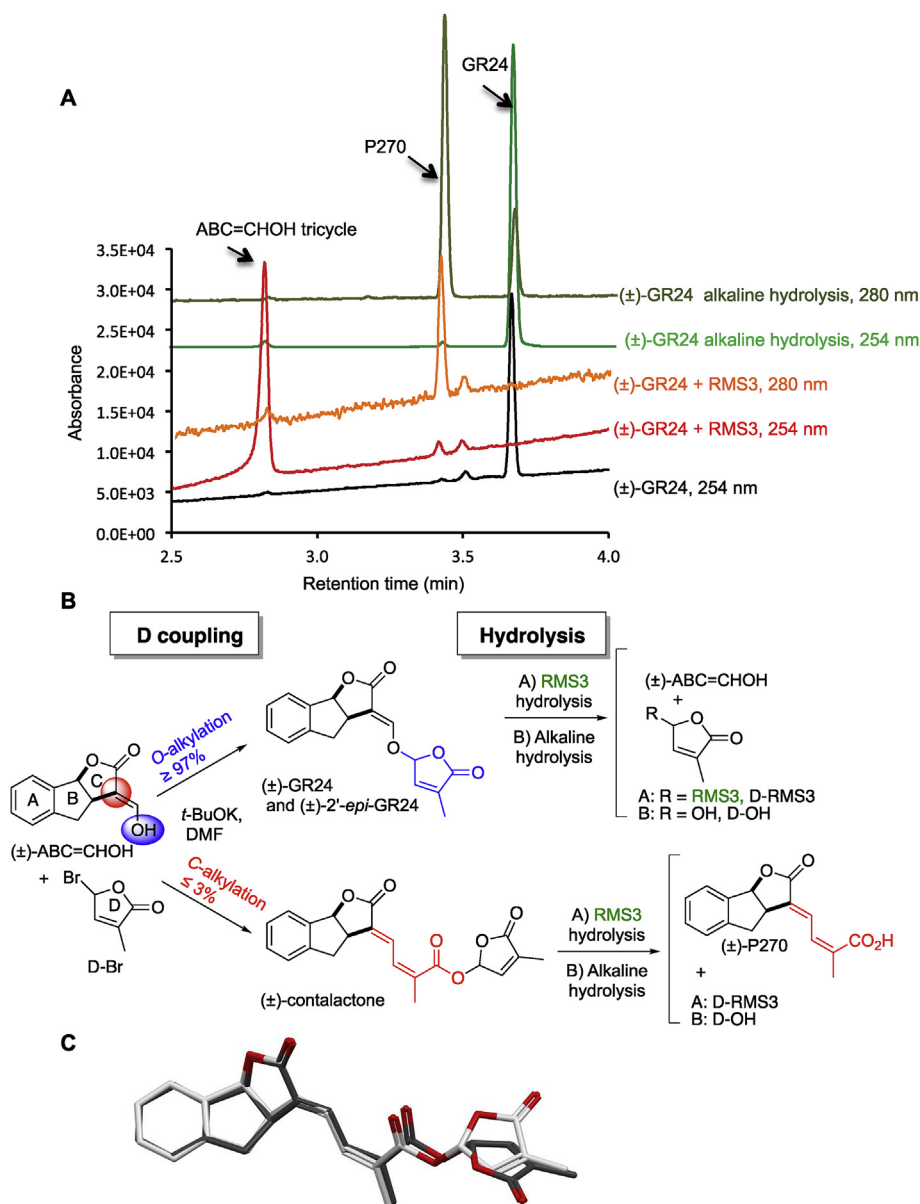 A
GR24
P270
ABC=CHOH tricycle
3.5E+04
3.0E+04
2.5E+04
2.0E+04
1.5E+04
1.0E+04
5.0E+03
0.0E+00
Absorbance
(±)-GR24 alkaline hydrolysis, 280 nm
(±)-GR24 alkaline hydrolysis, 254 nm
(±)-GR24 + RMS3, 280 nm
(±)-GR24 + RMS3, 254 nm
(±)-GR24, 254 nm
2.5 3.0 3.5 4.0
Retention time (min)
B
D coupling
Hydrolysis
O
O
C
A
B
OH
(±)-ABC=CHOH
+
Br
O
D
O
D-Br
O-alkylation
≥ 97%
t-BuOK,
DMF
C-alkylation
≤ 3%
O
O
O
O
O
(±)-GR24
and (±)-2'-epi-GR24
A) RMS3
hydrolysis
B) Alkaline
hydrolysis
(±)-ABC=CHOH
+
R
O
O
A: R = RMS3, D-RMS3
B: R = OH, D-OH
O
O
O
O
O
O
(±)-contalactone
A) RMS3
hydrolysis
B) Alkaline
hydrolysis
O
O
CO2H
(±)-P270
+
A: D-RMS3
B: D-OH
C